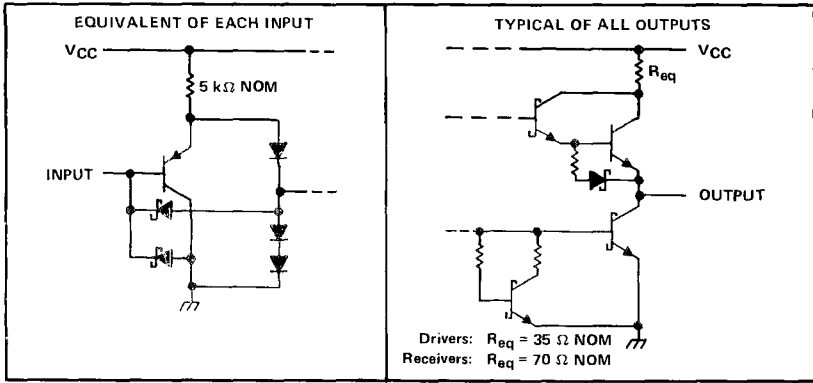 EQUIVALENT OF EACH INPUT
VCC
5 kΩ NOM
INPUT
TYPICAL OF ALL OUTPUTS
VCC
Req
OUTPUT
Drivers: Req = 35 Ω NOM
Receivers: Req = 70 Ω NOM